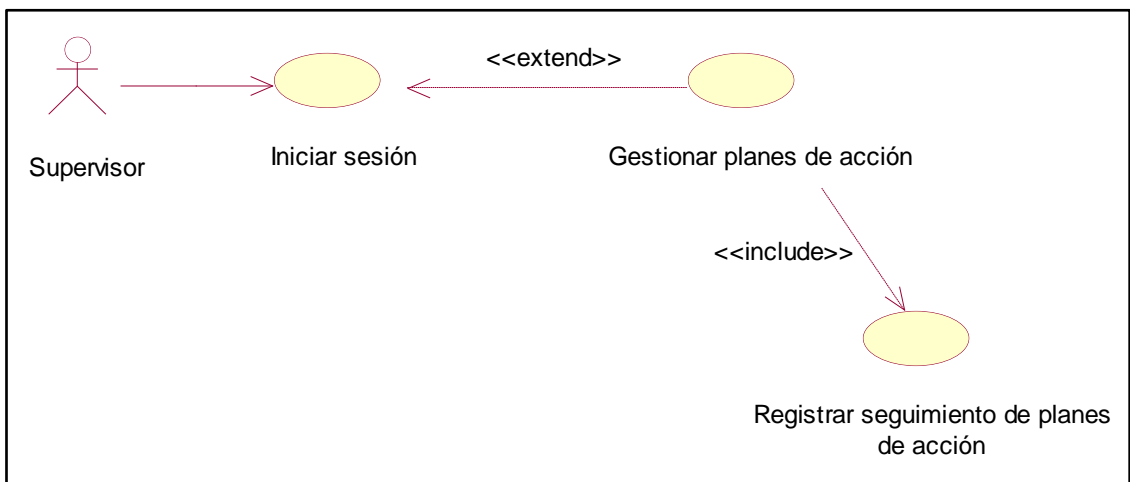 <<extend>>
Supervisor
Iniciar sesión
Gestionar planes de acción
<<include>>
Registrar seguimiento de planes
de acción